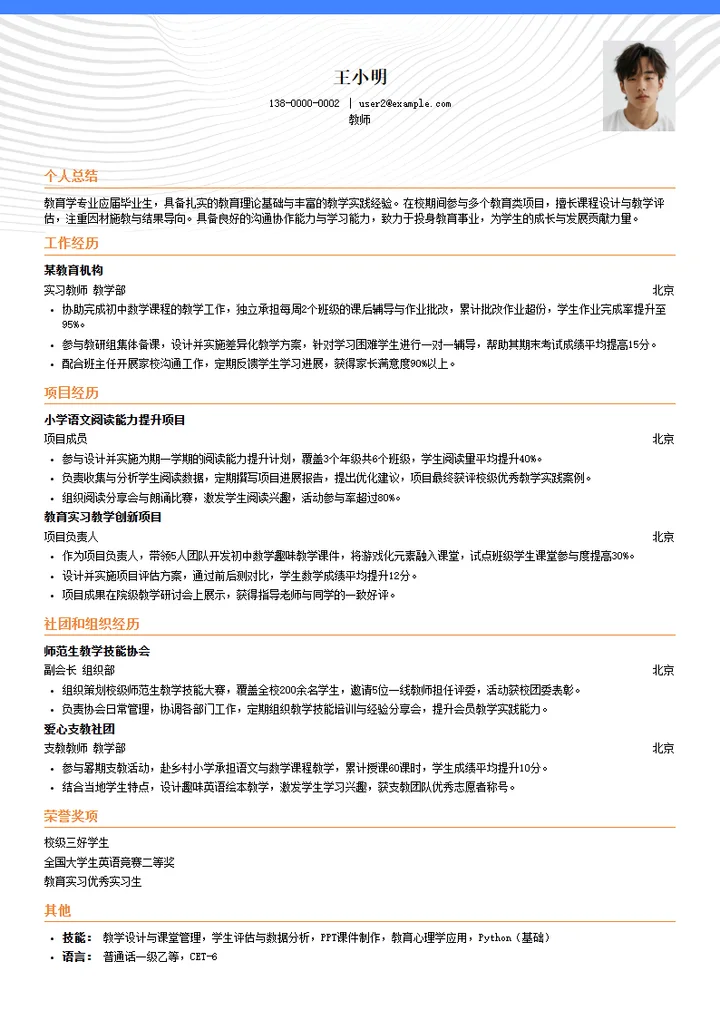 王小明
138-0000-0002 | user2@example.com
教师
个人总结
教育学专业应届毕业生，具备扎实的教育理论基础与丰富的教学实践经验。在校期间参与多个教育类项目，擅长课程设计与教学评
估，注重因材施教与结果导向。具备良好的沟通协作能力与学习能力，致力于投身教育事业，为学生的成长与发展贡献力量。
工作经历
某教育机构
实习教师 教学部 北京
• 协助完成初中数学课程的教学工作，独立承担每周2个班级的课后辅导与作业批改，累计批改作业超份，学生作业完成率提升至
95%。
• 参与教研组集体备课，设计并实施差异化教学方案，针对学习困难学生进行一对一辅导，帮助其期末考试成绩平均提高15分。
• 配合班主任开展家校沟通工作，定期反馈学生学习进展，获得家长满意度90%以上。
项目经历
小学语文阅读能力提升项目
项目成员 北京
• 参与设计并实施为期一学期的阅读能力提升计划，覆盖3个年级共6个班级，学生阅读量平均提升40%。
• 负责收集与分析学生阅读数据，定期撰写项目进展报告，提出优化建议，项目最终获评校级优秀教学实践案例。
• 组织阅读分享会与朗诵比赛，激发学生阅读兴趣，活动参与率超过80%。
教育实习教学创新项目
项目负责人 北京
• 作为项目负责人，带领5人团队开发初中数学趣味教学课件，将游戏化元素融入课堂，试点班级学生课堂参与度提高30%。
• 设计并实施项目评估方案，通过前后测对比，学生数学成绩平均提升12分。
• 项目成果在院级教学研讨会上展示，获得指导老师与同学的一致好评。
社团和组织经历
师范生教学技能协会
副会长 组织部 北京
• 组织策划校级师范生教学技能大赛，覆盖全校200余名学生，邀请5位一线教师担任评委，活动获校团委表彰。
• 负责协会日常管理，协调各部门工作，定期组织教学技能培训与经验分享会，提升会员教学实践能力。
爱心支教社团
支教教师 教学部 北京
• 参与暑期支教活动，赴乡村小学承担语文与数学课程教学，累计授课60课时，学生成绩平均提升10分。
• 结合当地学生特点，设计趣味英语绘本教学，激发学生学习兴趣，获支教团队优秀志愿者称号。
荣誉奖项
校级三好学生
全国大学生英语竞赛二等奖
教育实习优秀实习生
其他
• 技能： 教学设计与课堂管理，学生评估与数据分析，PPT课件制作，教育心理学应用，Python（基础）
• 语言： 普通话一级乙等，CET-6